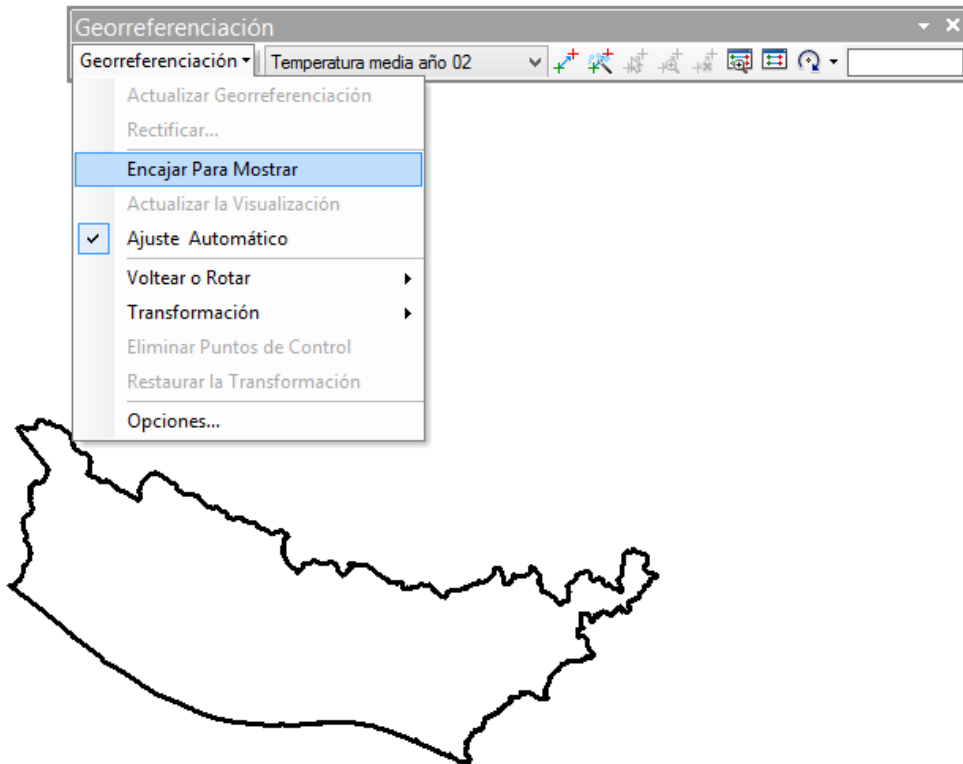 Georreferenciación
Georreferenciación Temperatura media año 02
Actualizar Georreferenciación
Rectificar...
Encajar Para Mostrar
Actualizar la Visualización
Ajuste Automático
Voltear o Rotar
Transformación
Eliminar Puntos de Control
Restaurar la Transformación
Opciones...